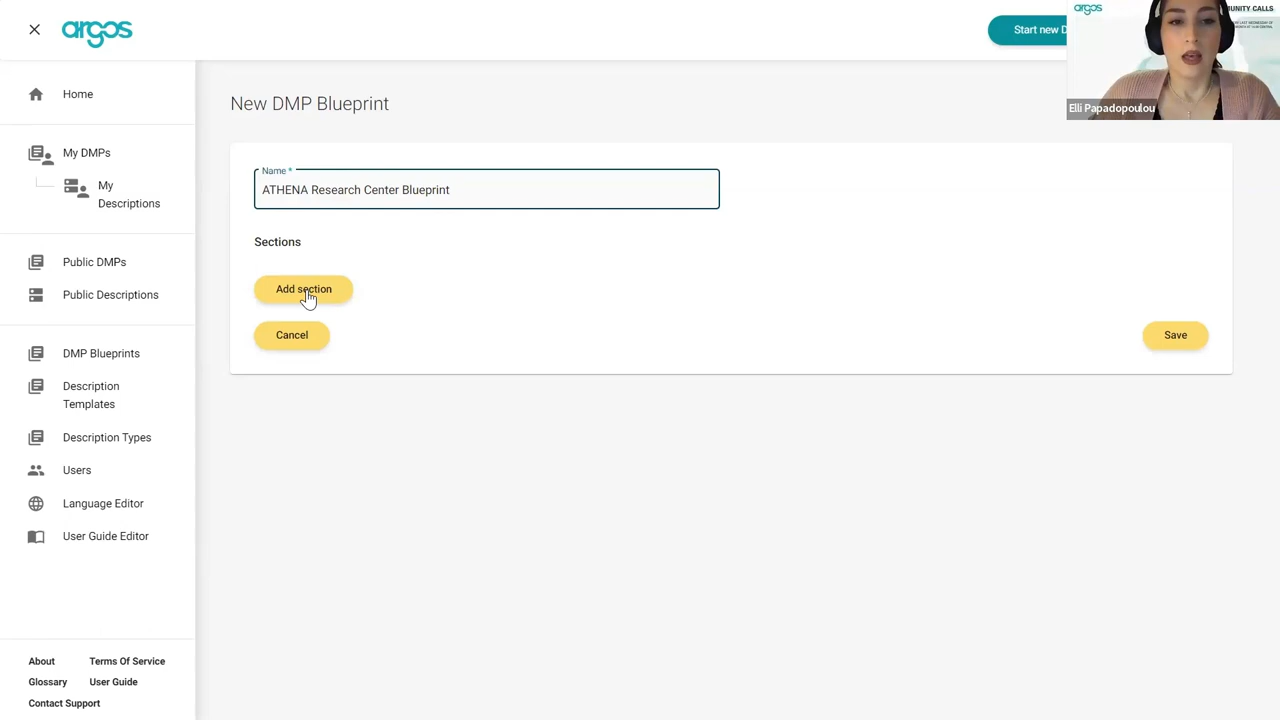 argos
Start new D
argos
UNITY CALLS
Elli Papadopoulou
Home
My DMPs
My
Descriptions
Public DMPs
Public Descriptions
DMP Blueprints
Description
Templates
Description Types
Users
Language Editor
User Guide Editor
About
Terms Of Service
Glossary
User Guide
Contact Support
New DMP Blueprint
Name *
ATHENA Research Center Blueprint
Sections
Add section
Cancel
Save